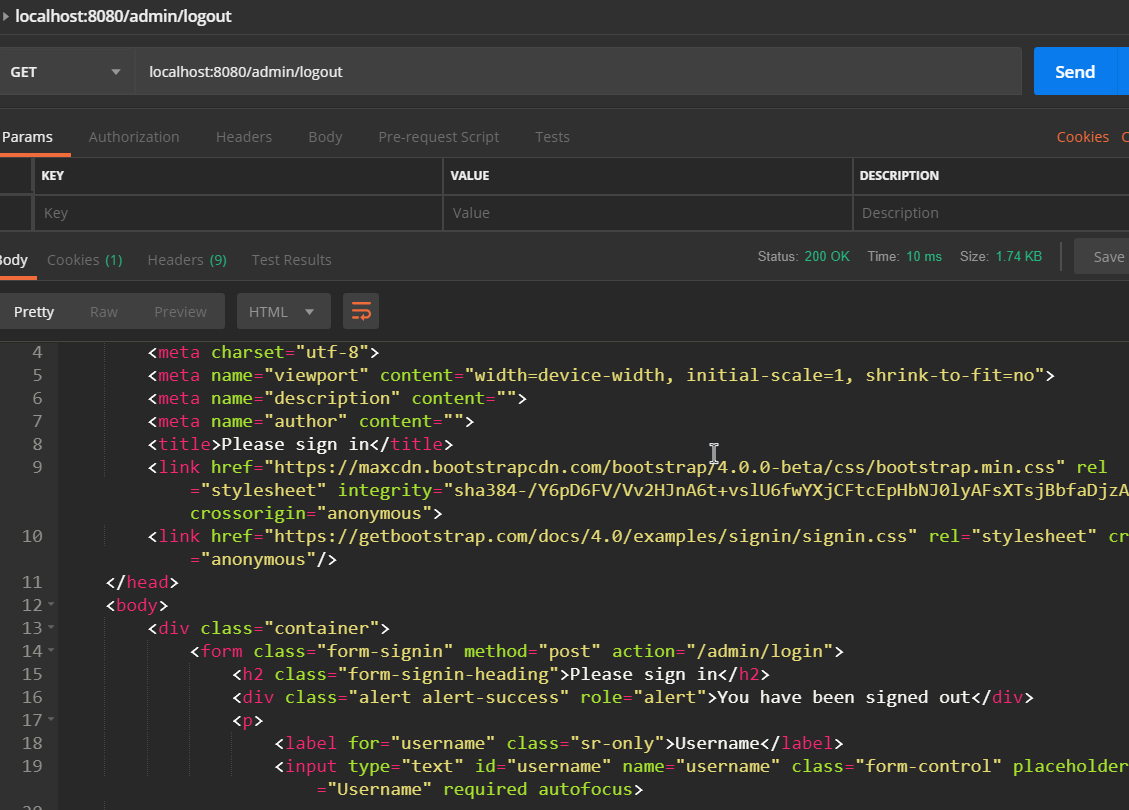 localhost:8080/admin/logout
GET localhost:8080/admin/logout Send
Params Authorization Headers Body Pre-request Script Tests Cookies
KEY VALUE DESCRIPTION
Key Value Description
Body Cookies (1) Headers (9) Test Results Status: 200 OK Time: 10 ms Size: 1.74 KB Save
Pretty Raw Preview HTML
4 <meta charset="utf-8">
5 <meta name="viewport" content="width=device-width, initial-scale=1, shrink-to-fit=no">
6 <meta name="description" content="">
7 <meta name="author" content="">
8 <title>Please sign in</title>
9 <link href="https://maxcdn.bootstrapcdn.com/bootstrap/4.0.0-beta/css/bootstrap.min.css" rel
="stylesheet" integrity="sha384-/Y6pD6FV/Vv2HJnA6t+vslU6fwYXjCFtcEpHbNJ0lyAFsXTsjBbfaDjzA
crossorigin="anonymous">
10 <link href="https://getbootstrap.com/docs/4.0/examples/signin/signin.css" rel="stylesheet" cr
="anonymous"/>
11 </head>
12 <body>
13 <div class="container">
14 <form class="form-signin" method="post" action="/admin/login">
15 <h2 class="form-signin-heading">Please sign in</h2>
16 <div class="alert alert-success" role="alert">You have been signed out</div>
17 <p>
18 <label for="username" class="sr-only">Username</label>
19 <input type="text" id="username" name="username" class="form-control" placeholder
="Username" required autofocus>